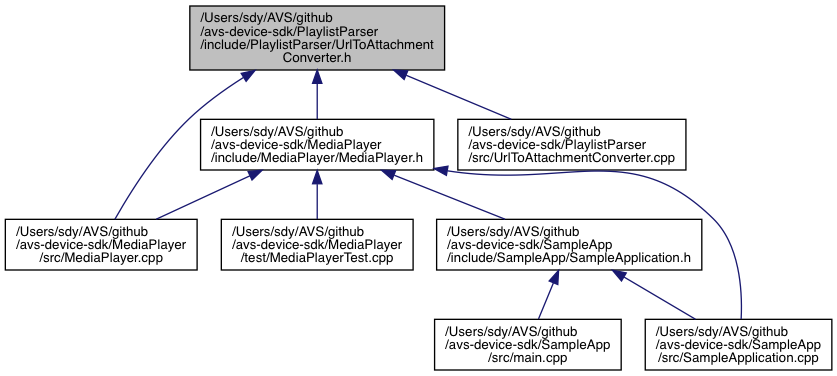 /Users/sdy/AVS/github
/avs-device-sdk/PlaylistParser
/include/PlaylistParser/UrlToAttachment
Converter.h
/Users/sdy/AVS/github
/avs-device-sdk/MediaPlayer
/include/MediaPlayer/MediaPlayer.h
/Users/sdy/AVS/github
/avs-device-sdk/PlaylistParser
/src/UrlToAttachmentConverter.cpp
/Users/sdy/AVS/github
/avs-device-sdk/MediaPlayer
/src/MediaPlayer.cpp
/Users/sdy/AVS/github
/avs-device-sdk/MediaPlayer
/test/MediaPlayerTest.cpp
/Users/sdy/AVS/github
/avs-device-sdk/SampleApp
/include/SampleApp/SampleApplication.h
/Users/sdy/AVS/github
/avs-device-sdk/SampleApp
/src/main.cpp
/Users/sdy/AVS/github
/avs-device-sdk/SampleApp
/src/SampleApplication.cpp